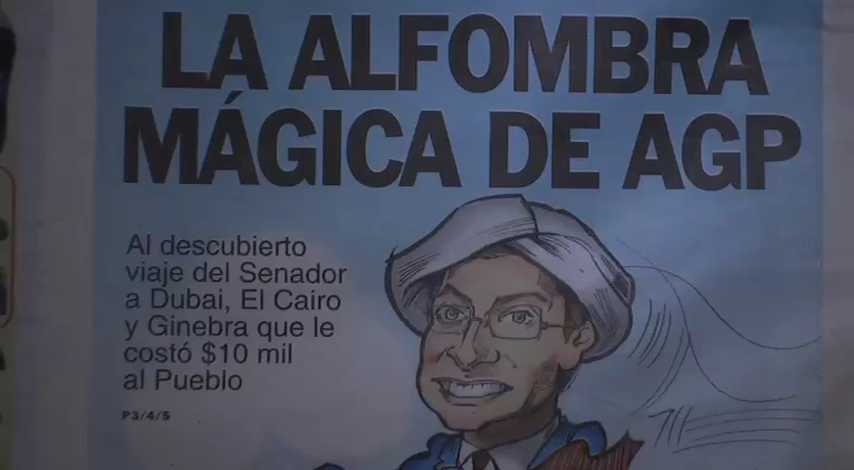 LA ALFOMBRA
MÁGICA DE AGP
Al descubierto
viaje del Senador
a Dubai, El Cairo
y Ginebra que le
costó $10 mil
al Pueblo
P3/4/5